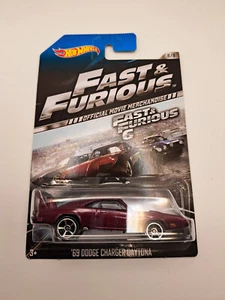 Hot Wheels
FAST &
FURIOUS
OFFICIAL MOVIE MERCHANDISE
FAST &
FURIOUS
6
3+
'69 DODGE CHARGER DAYTONA